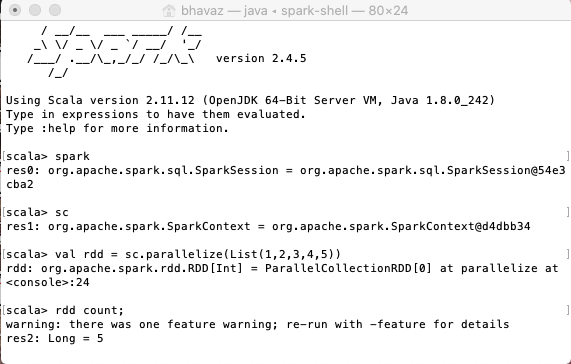 bhavaz — java ◂ spark-shell — 80×24
      / __/__  ___ _____/ /__
    _\ \/ _ \/ _ `/ __/  '_/
   /___/ .__/\_,_/_/ /_/\_\   version 2.4.5
      /_/
Using Scala version 2.11.12 (OpenJDK 64-Bit Server VM, Java 1.8.0_242)
Type in expressions to have them evaluated.
Type :help for more information.
[scala> spark ]
res0: org.apache.spark.sql.SparkSession = org.apache.spark.sql.SparkSession@54e3
cba2
[scala> sc ]
res1: org.apache.spark.SparkContext = org.apache.spark.SparkContext@d4dbb34
[scala> val rdd = sc.parallelize(List(1,2,3,4,5)) ]
rdd: org.apache.spark.rdd.RDD[Int] = ParallelCollectionRDD[0] at parallelize at
<console>:24
[scala> rdd count; ]
warning: there was one feature warning; re-run with -feature for details
res2: Long = 5